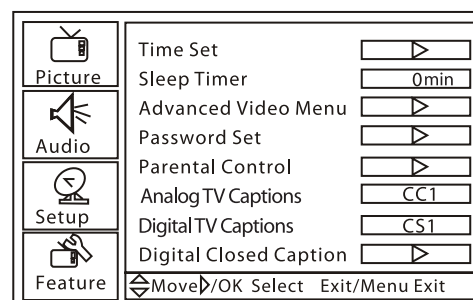 Picture
Audio
Setup
Feature
Time Set
Sleep Timer 0min
Advanced Video Menu
Password Set
Parental Control
Analog TV Captions CC1
Digital TV Captions CS1
Digital Closed Caption
Move /OK Select Exit/Menu Exit